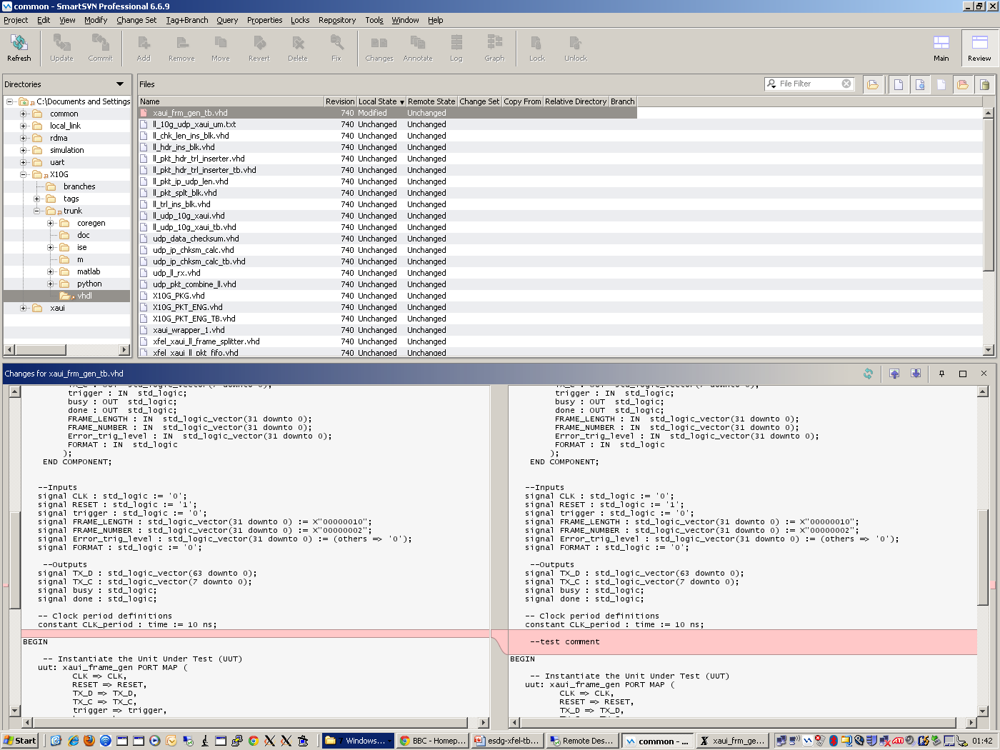 common - SmartSVN Professional 6.6.9
Project Edit View Modify Change Set Tag+Branch Query Properties Locks Repository Tools Window Help
Refresh Update Commit Add Remove Move Revert Delete Fix Changes Annotate Log Graph Lock Unlock Main Review
Directories
C:\Documents and Settings
common
local_link
rdma
simulation
uart
X10G
branches
tags
trunk
coregen
doc
ise
m
matlab
python
vhdl
xaui
Files
File Filter
Name Revision Local State Remote State Change Set Copy From Relative Directory Branch
xaui_frm_gen_tb.vhd 740 Modified Unchanged
ll_10g_udp_xaui_um.txt 740 Unchanged Unchanged
ll_chk_len_ins_blk.vhd 740 Unchanged Unchanged
ll_hdr_ins_blk.vhd 740 Unchanged Unchanged
ll_pkt_hdr_trl_inserter.vhd 740 Unchanged Unchanged
ll_pkt_hdr_trl_inserter_tb.vhd 740 Unchanged Unchanged
ll_pkt_ip_udp_len.vhd 740 Unchanged Unchanged
ll_pkt_splt_blk.vhd 740 Unchanged Unchanged
ll_trl_ins_blk.vhd 740 Unchanged Unchanged
ll_udp_10g_xaui.vhd 740 Unchanged Unchanged
ll_udp_10g_xaui_tb.vhd 740 Unchanged Unchanged
udp_data_checksum.vhd 740 Unchanged Unchanged
udp_ip_chksm_calc.vhd 740 Unchanged Unchanged
udp_ip_chksm_calc_tb.vhd 740 Unchanged Unchanged
udp_ll_rx.vhd 740 Unchanged Unchanged
udp_pkt_combine_ll.vhd 740 Unchanged Unchanged
X10G_PKG.vhd 740 Unchanged Unchanged
X10G_PKT_ENG.vhd 740 Unchanged Unchanged
X10G_PKT_ENG_TB.vhd 740 Unchanged Unchanged
xaui_wrapper_1.vhd 740 Unchanged Unchanged
xfel_xaui_ll_frame_splitter.vhd 740 Unchanged Unchanged
xfel_xaui_ll_pkt_fifo.vhd 740 Unchanged Unchanged
Changes for xaui_frm_gen_tb.vhd
TX_C : OUT std_logic_vector(7 downto 0);
trigger : IN std_logic;
busy : OUT std_logic;
done : OUT std_logic;
FRAME_LENGTH : IN std_logic_vector(31 downto 0);
FRAME_NUMBER : IN std_logic_vector(31 downto 0);
Error_trig_level : IN std_logic_vector(31 downto 0);
FORMAT : IN std_logic
);
END COMPONENT;
--Inputs
signal CLK : std_logic := '0';
signal RESET : std_logic := '1';
signal trigger : std_logic := '0';
signal FRAME_LENGTH : std_logic_vector(31 downto 0) := X"00000010";
signal FRAME_NUMBER : std_logic_vector(31 downto 0) := X"00000002";
signal Error_trig_level : std_logic_vector(31 downto 0) := (others => '0');
signal FORMAT : std_logic := '0';
--Outputs
signal TX_D : std_logic_vector(63 downto 0);
signal TX_C : std_logic_vector(7 downto 0);
signal busy : std_logic;
signal done : std_logic;
-- Clock period definitions
constant CLK_period : time := 10 ns;
BEGIN
-- Instantiate the Unit Under Test (UUT)
uut: xaui_frame_gen PORT MAP (
CLK => CLK,
RESET => RESET,
TX_D => TX_D,
TX_C => TX_C,
trigger => trigger,
TX_C : OUT std_logic_vector(7 downto 0);
trigger : IN std_logic;
busy : OUT std_logic;
done : OUT std_logic;
FRAME_LENGTH : IN std_logic_vector(31 downto 0);
FRAME_NUMBER : IN std_logic_vector(31 downto 0);
Error_trig_level : IN std_logic_vector(31 downto 0);
FORMAT : IN std_logic
);
END COMPONENT;
--Inputs
signal CLK : std_logic := '0';
signal RESET : std_logic := '1';
signal trigger : std_logic := '0';
signal FRAME_LENGTH : std_logic_vector(31 downto 0) := X"00000010";
signal FRAME_NUMBER : std_logic_vector(31 downto 0) := X"00000002";
signal Error_trig_level : std_logic_vector(31 downto 0) := (others => '0');
signal FORMAT : std_logic := '0';
--Outputs
signal TX_D : std_logic_vector(63 downto 0);
signal TX_C : std_logic_vector(7 downto 0);
signal busy : std_logic;
signal done : std_logic;
-- Clock period definitions
constant CLK_period : time := 10 ns;
--test comment
BEGIN
-- Instantiate the Unit Under Test (UUT)
uut: xaui_frame_gen PORT MAP (
CLK => CLK,
RESET => RESET,
TX_D => TX_D,
Start 7 Windows... BBC - Homep... esdg-xfel-tb... Remote Des... common - ... xaui_frm_ge... 01:42